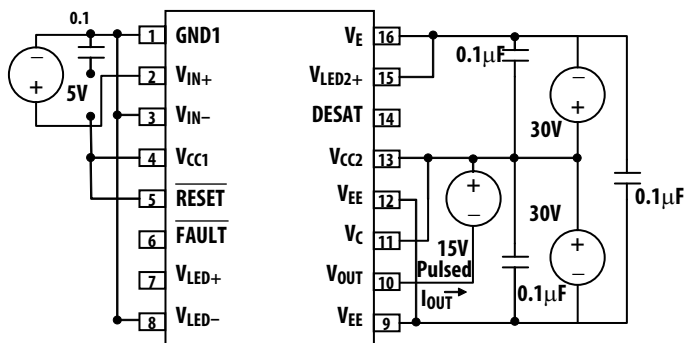 0.1
5V
1 GND1
2 VIN+
3 VIN−
4 VCC1
5 RESET
6 FAULT
7 VLED+
8 VLED−
VE 16
VLED2+ 15
DESAT 14
VCC2 13
VEE 12
VC 11
VOUT 10
VEE 9
0.1μF
30V
30V
0.1μF
15V
Pulsed
IOUT
0.1μF